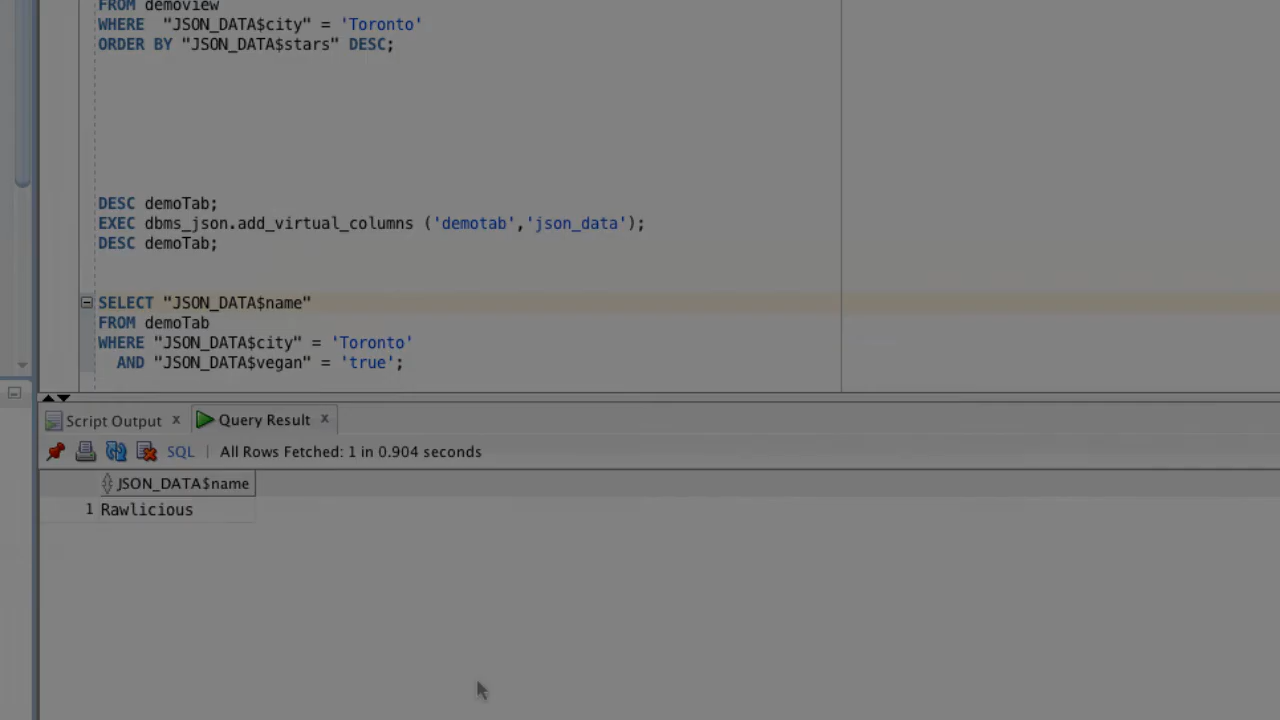 FROM demoview
WHERE  "JSON_DATA$city" = 'Toronto'
ORDER BY "JSON_DATA$stars" DESC;
DESC demoTab;
EXEC dbms_json.add_virtual_columns ('demotab','json_data');
DESC demoTab;
SELECT "JSON_DATA$name"
FROM demoTab
WHERE "JSON_DATA$city" = 'Toronto'
  AND "JSON_DATA$vegan" = 'true';
Script Output x Query Result x
SQL | All Rows Fetched: 1 in 0.904 seconds
JSON_DATA$name
1 Rawlicious